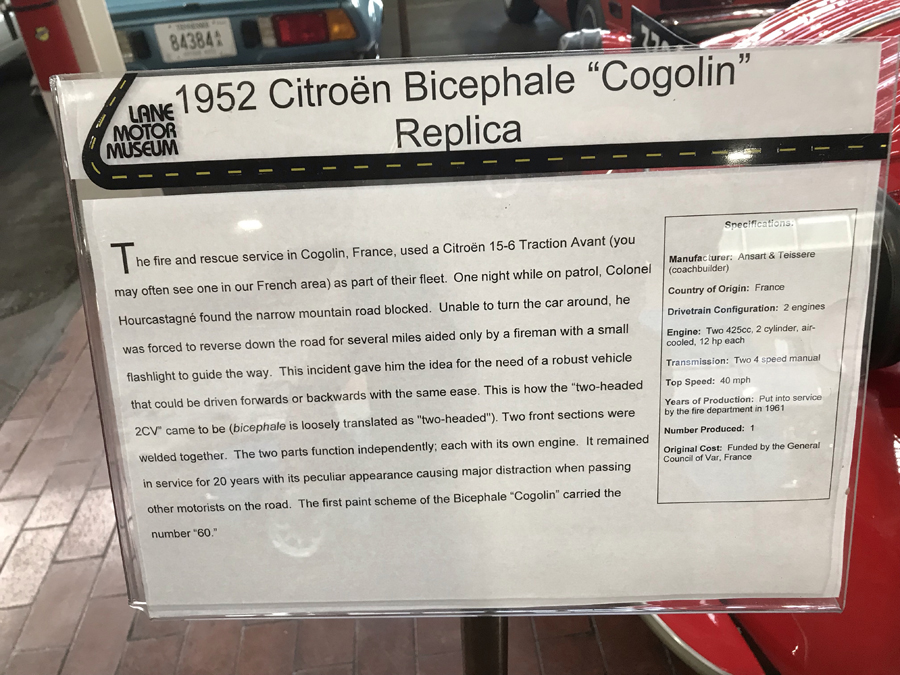 84384
LANE
MOTOR
MUSEUM
1952 Citroën Bicephale “Cogolin”
Replica
The fire and rescue service in Cogolin, France, used a Citroën 15-6 Traction Avant (you
may often see one in our French area) as part of their fleet. One night while on patrol, Colonel
Hourcastagné found the narrow mountain road blocked. Unable to turn the car around, he
was forced to reverse down the road for several miles aided only by a fireman with a small
flashlight to guide the way. This incident gave him the idea for the need of a robust vehicle
that could be driven forwards or backwards with the same ease. This is how the "two-headed
2CV" came to be (bicephale is loosely translated as "two-headed"). Two front sections were
welded together. The two parts function independently; each with its own engine. It remained
in service for 20 years with its peculiar appearance causing major distraction when passing
other motorists on the road. The first paint scheme of the Bicephale “Cogolin” carried the
number “60.”
Specifications:
Manufacturer: Ansart & Teissere
(coachbuilder)
Country of Origin: France
Drivetrain Configuration: 2 engines
Engine: Two 425cc, 2 cylinder, air-
cooled, 12 hp each
Transmission: Two 4 speed manual
Top Speed: 40 mph
Years of Production: Put into service
by the fire department in 1961
Number Produced: 1
Original Cost: Funded by the General
Council of Var, France